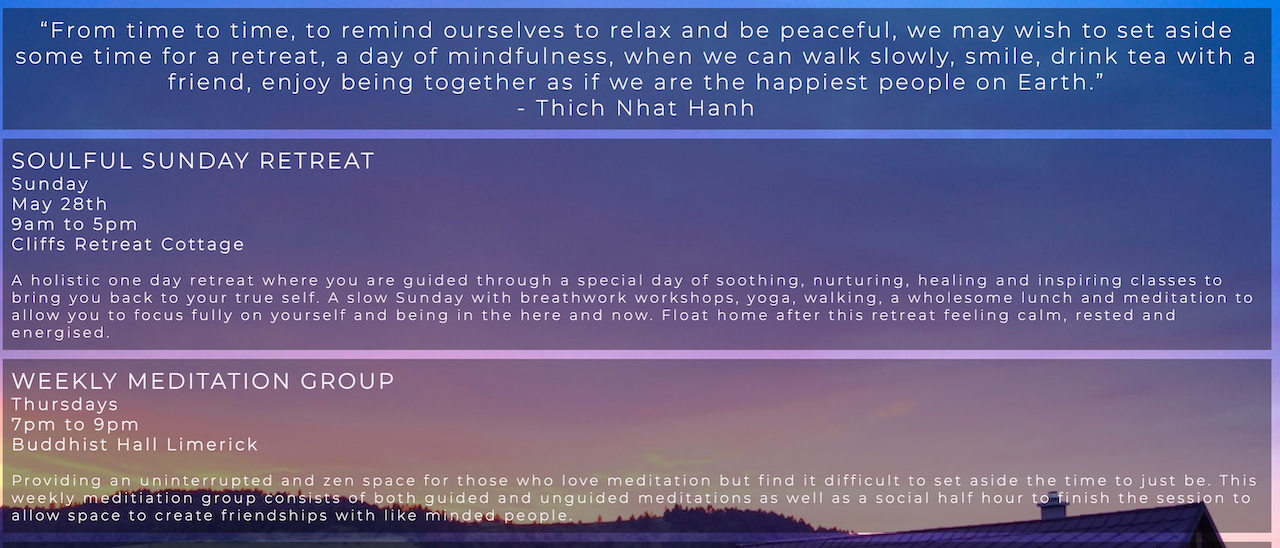 “From time to time, to remind ourselves to relax and be peaceful, we may wish to set aside
some time for a retreat, a day of mindfulness, when we can walk slowly, smile, drink tea with a
friend, enjoy being together as if we are the happiest people on Earth.”
- Thich Nhat Hanh
SOULFUL SUNDAY RETREAT
Sunday
May 28th
9am to 5pm
Cliffs Retreat Cottage
A holistic one day retreat where you are guided through a special day of soothing, nurturing, healing and inspiring classes to
bring you back to your true self. A slow Sunday with breathwork workshops, yoga, walking, a wholesome lunch and meditation to
allow you to focus fully on yourself and being in the here and now. Float home after this retreat feeling calm, rested and
energised.
WEEKLY MEDITATION GROUP
Thursdays
7pm to 9pm
Buddhist Hall Limerick
Providing an uninterrupted and zen space for those who love meditation but find it difficult to set aside the time to just be. This
weekly meditiation group consists of both guided and unguided meditations as well as a social half hour to finish the session to
allow space to create friendships with like minded people.